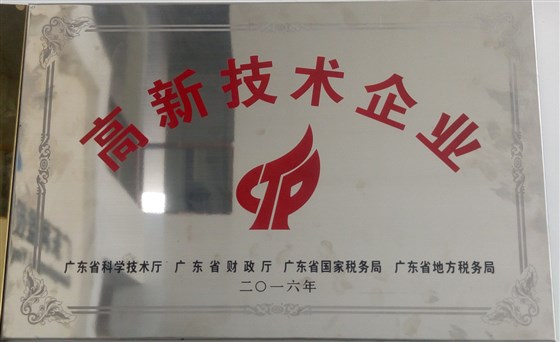 高新技术企业
CTP
广东省科学技术厅 广东省财政厅 广东省国家税务局 广东省地方税务局
二〇一六年